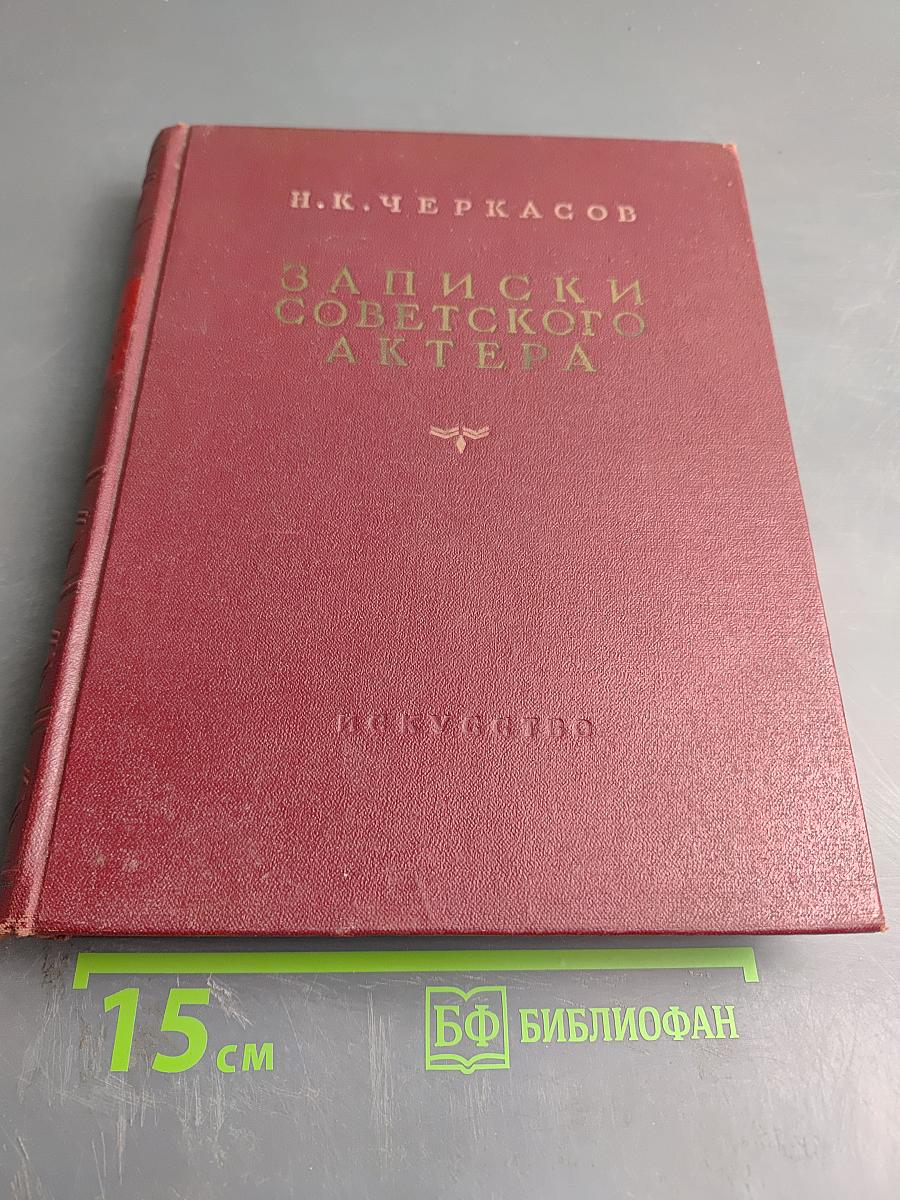 Н.К.ЧЕРКАСОВ
ЗАПИСКИ
СОВЕТСКОГО
АКТЕРА
ИСКУССТВО
15 см
БФ БИБЛИОФАН